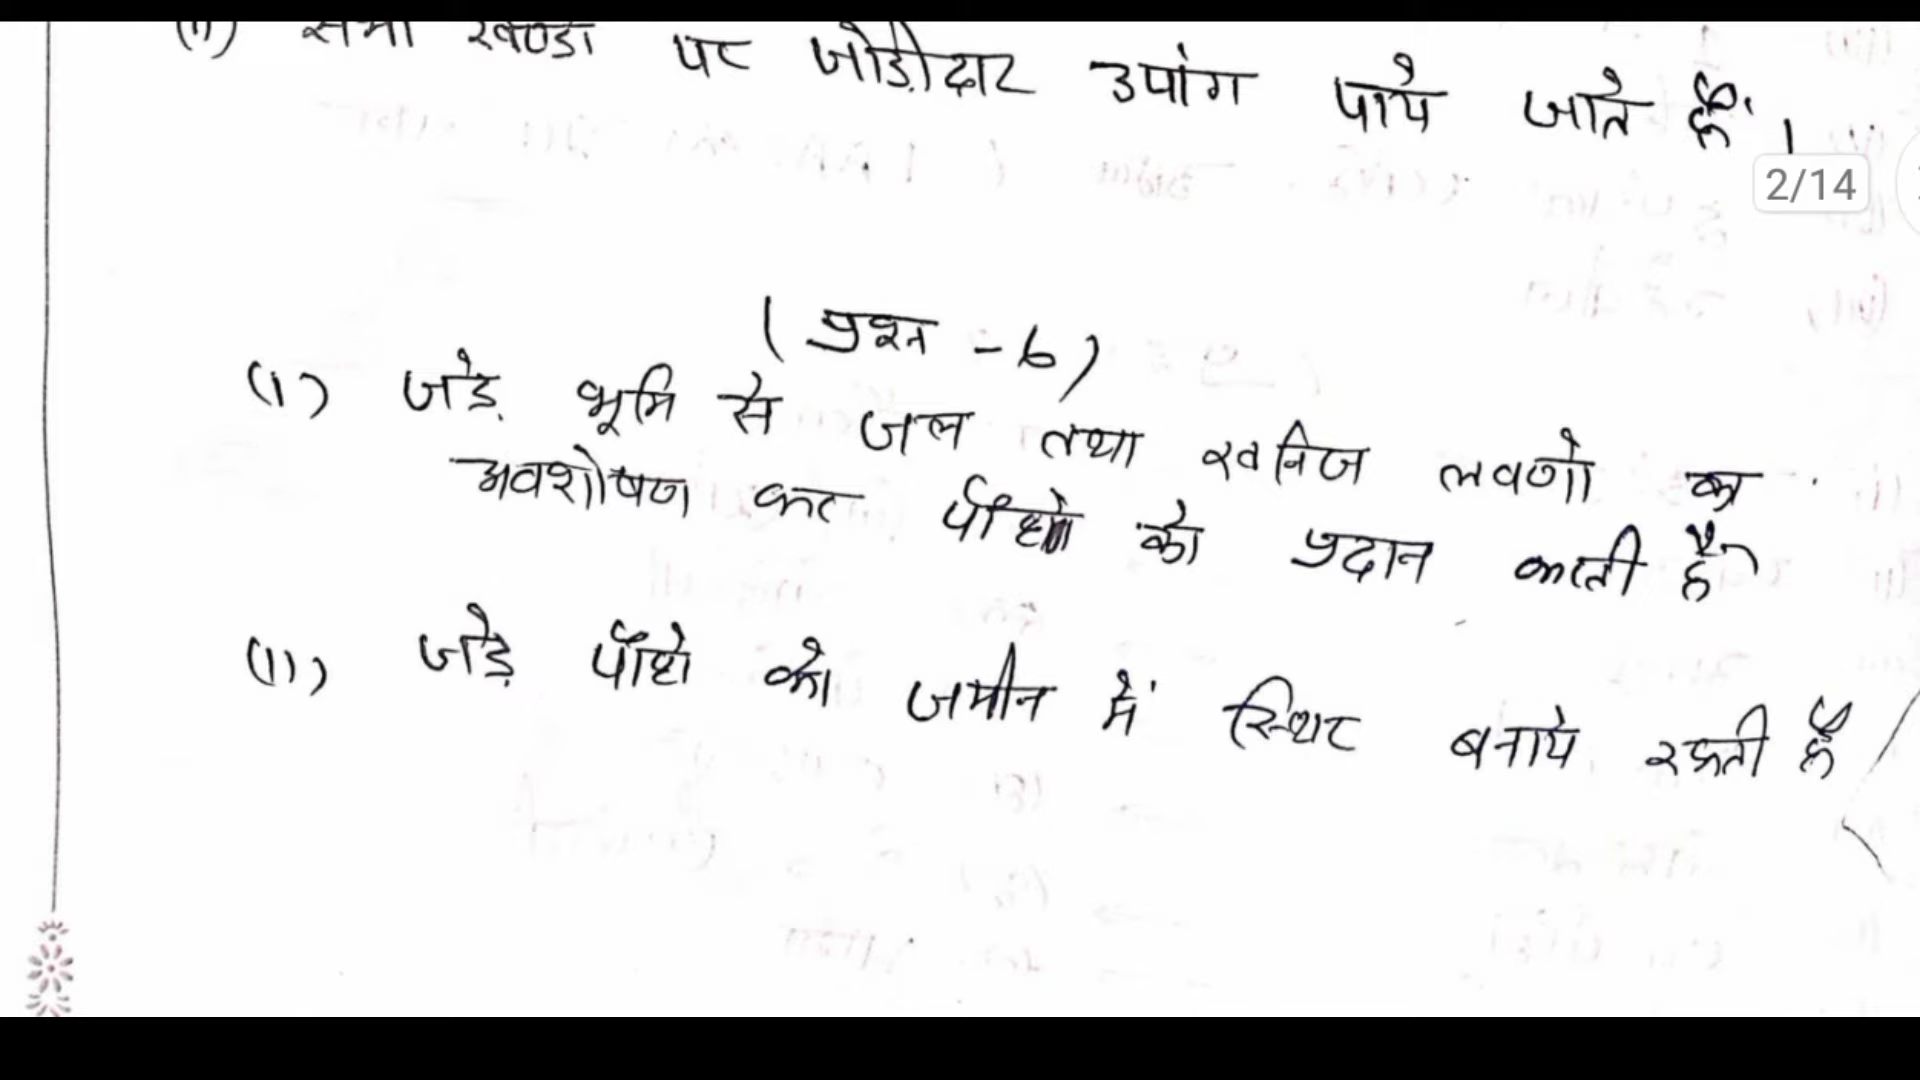 (ii) सभी खण्डो पर जोड़ीदार उपांग पाये जाते हैं।
2/14
( प्रश्न - 6 )
(i) जड़े भूमि से जल तथा खनिज लवणो का
अवशोषण कर पौधो को प्रदान करती है
(ii) जड़े पौधो को जमीन में स्थिर बनाये रखती है